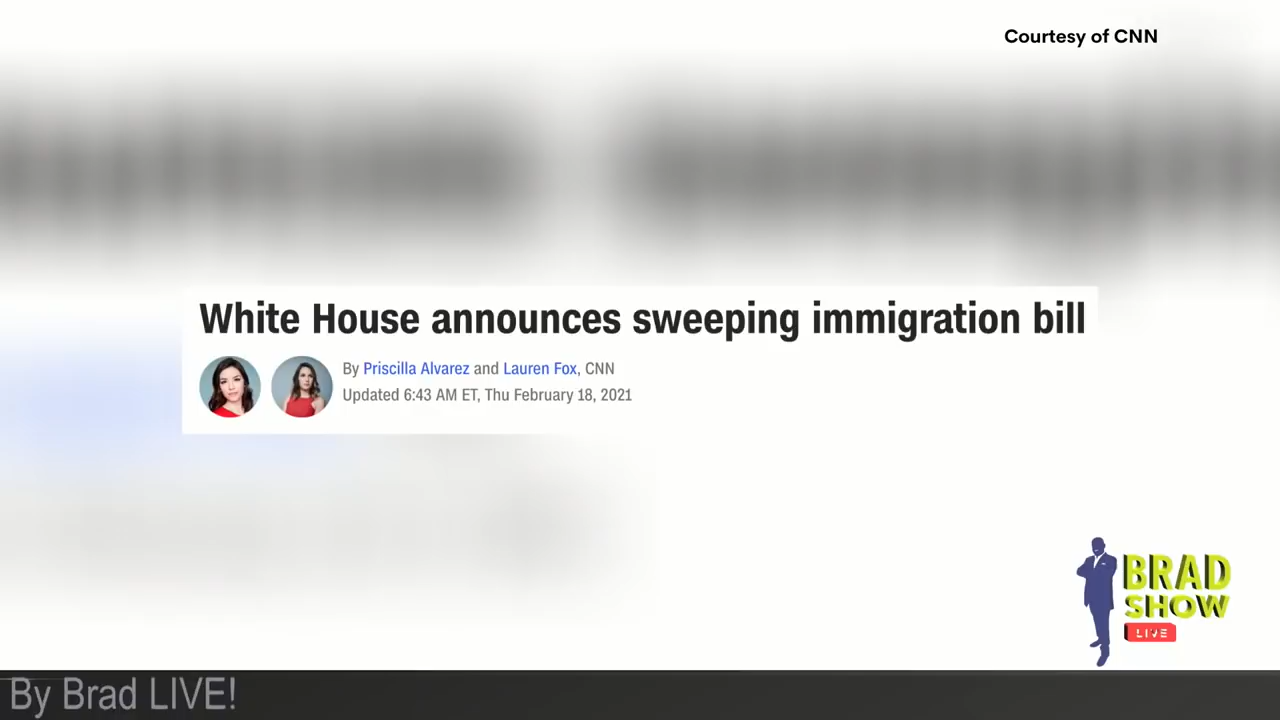 Courtesy of CNN
White House announces sweeping immigration bill
By Priscilla Alvarez and Lauren Fox, CNN
Updated 6:43 AM ET, Thu February 18, 2021
BRAD
SHOW
LIVE
By Brad LIVE!